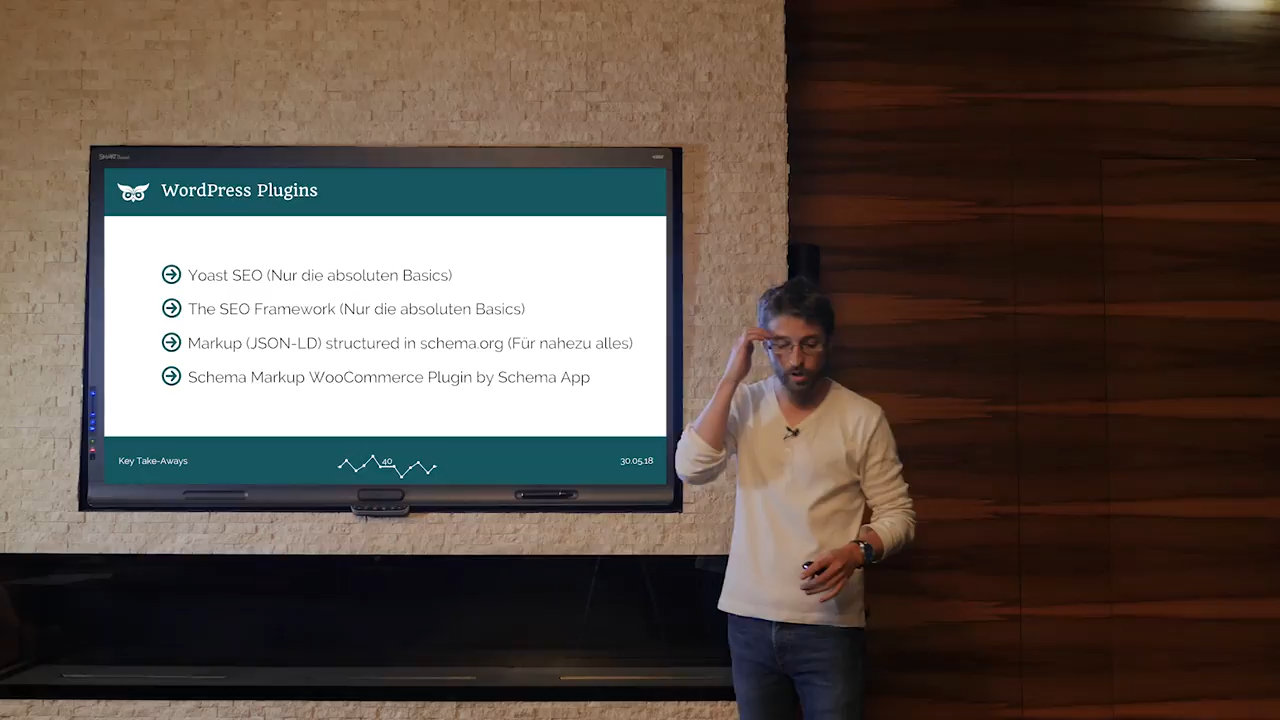 WordPress Plugins
Yoast SEO (Nur die absoluten Basics)
The SEO Framework (Nur die absoluten Basics)
Markup (JSON-LD) structured in schema.org (Für nahezu alles)
Schema Markup WooCommerce Plugin by Schema App
Key Take-Aways
40
30.05.18